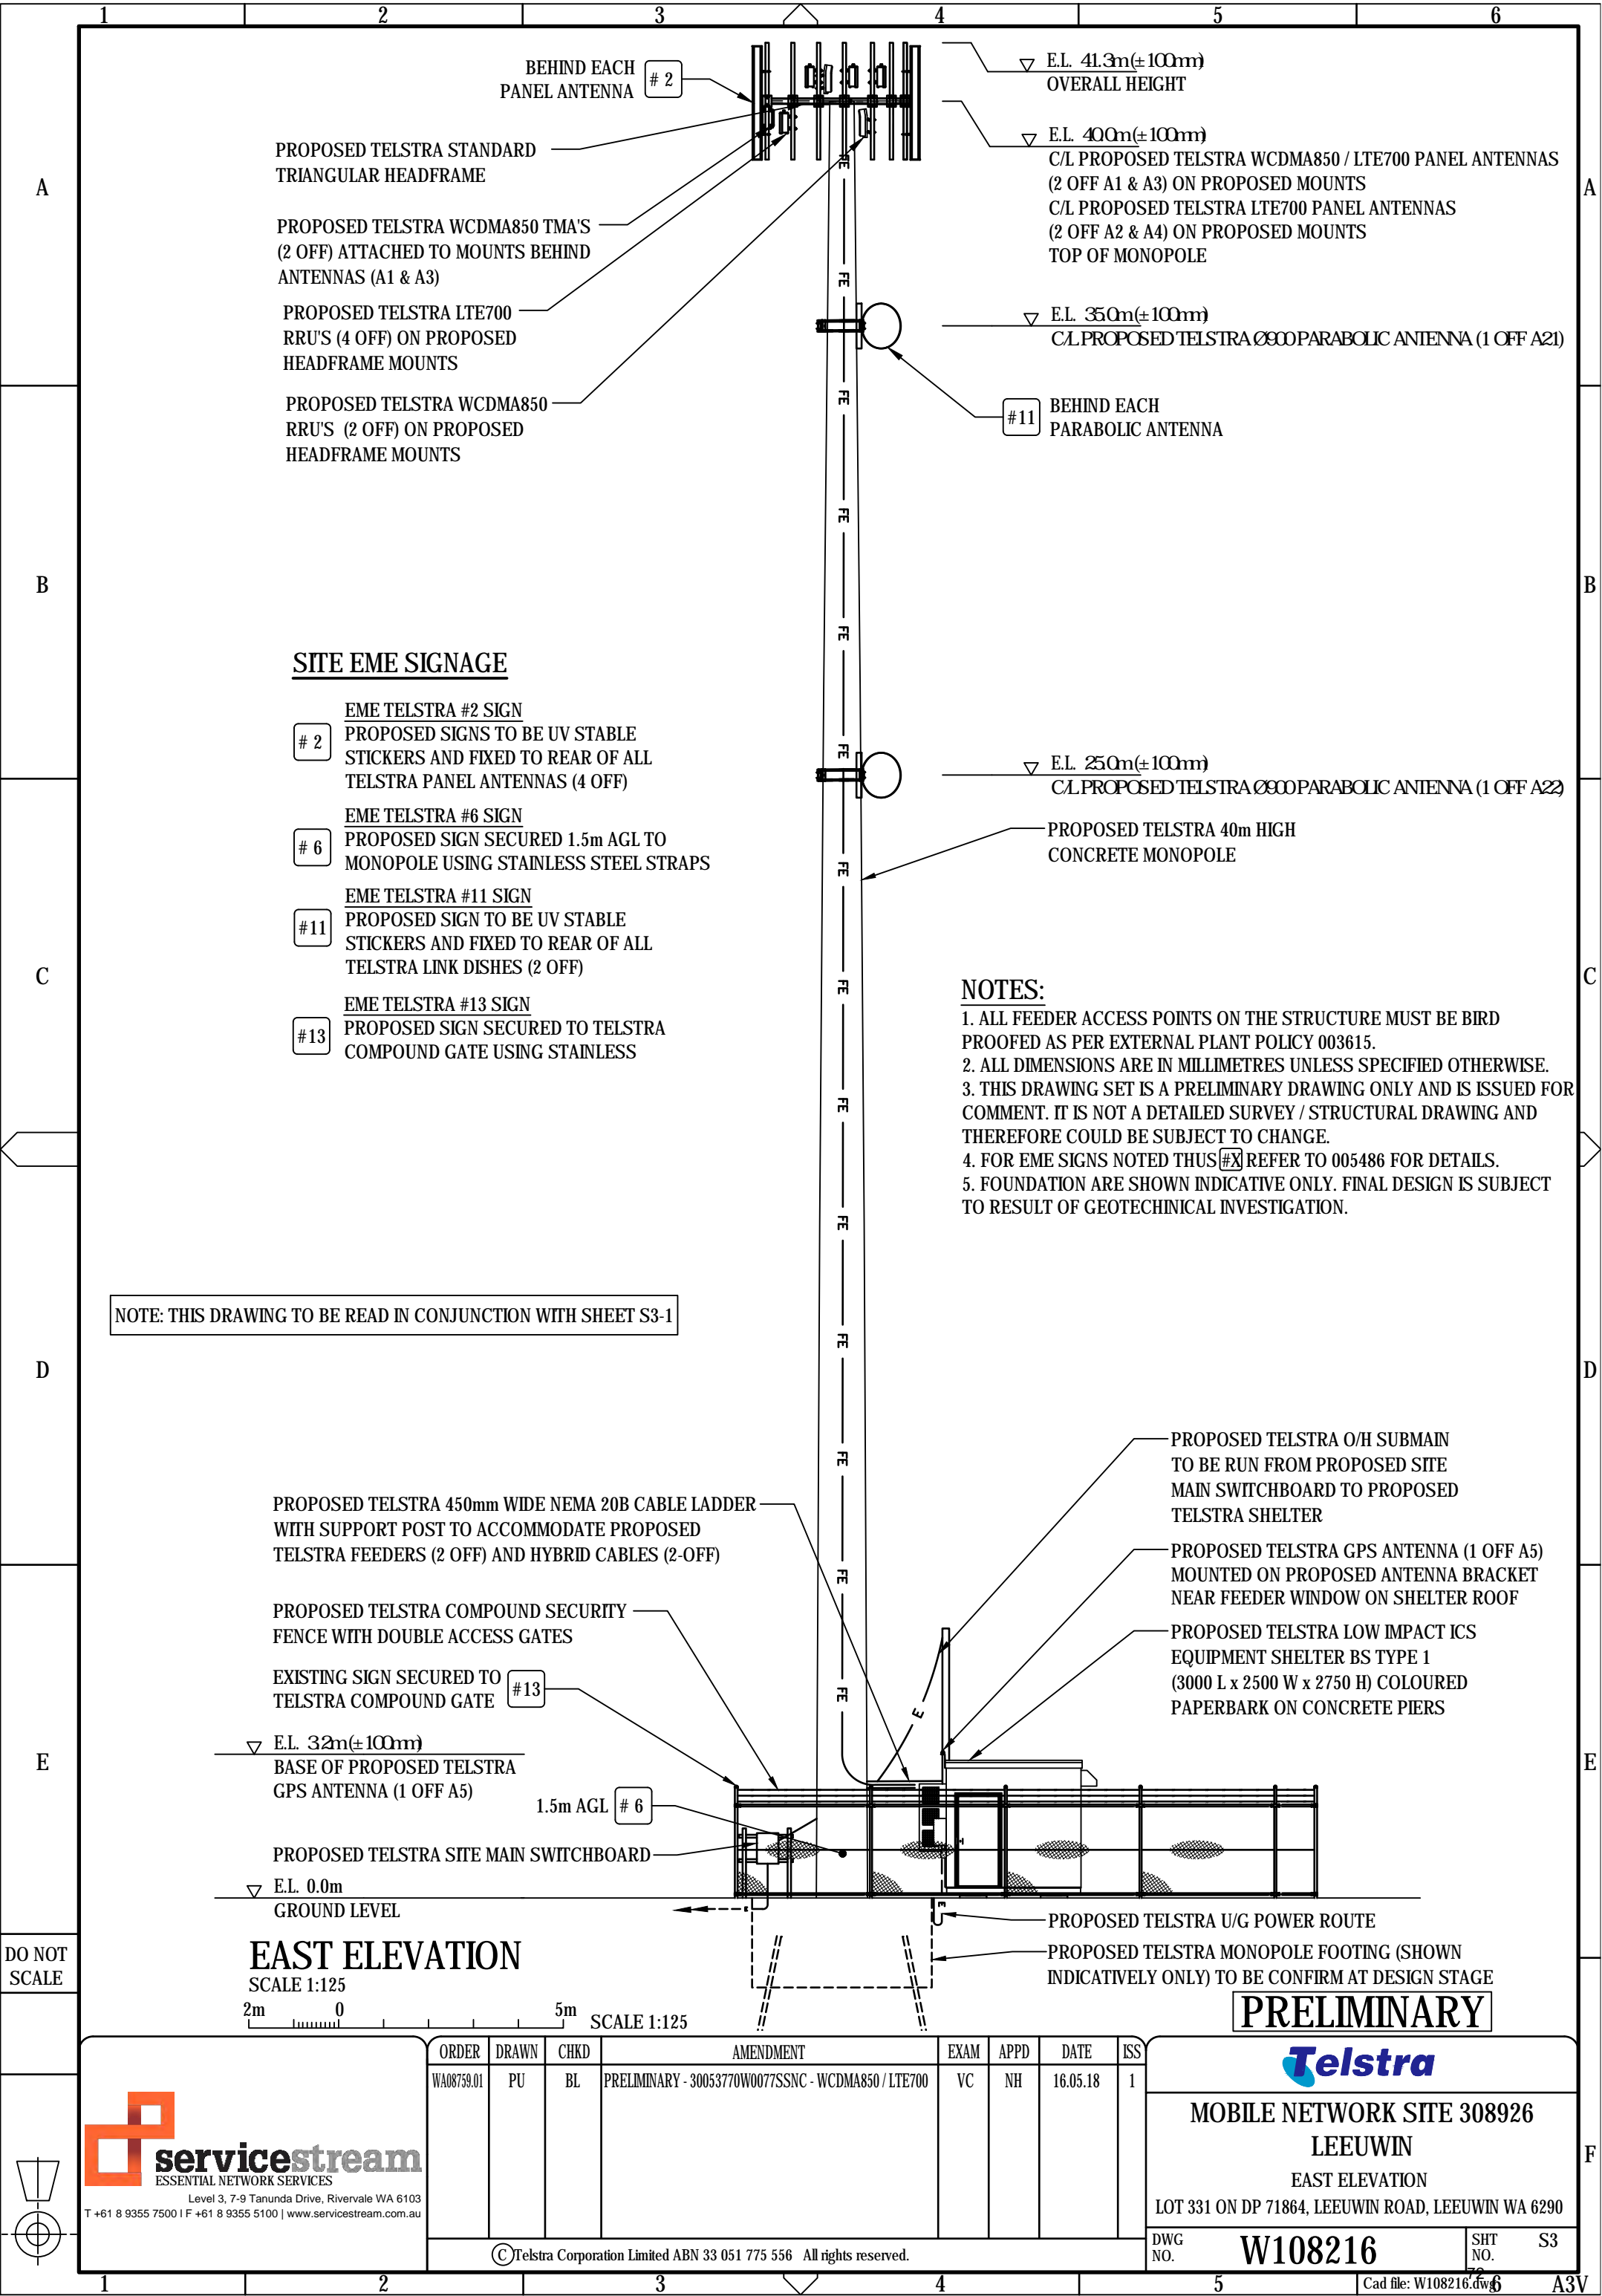 1 2 3 4 5 6
BEHIND EACH
PANEL ANTENNA
# 2
E.L. 41.3m (±100mm)
OVERALL HEIGHT
PROPOSED TELSTRA STANDARD
TRIANGULAR HEADFRAME
E.L. 40.0m (±100mm)
C/L PROPOSED TELSTRA WCDMA850 / LTE700 PANEL ANTENNAS
(2 OFF A1 & A3) ON PROPOSED MOUNTS
C/L PROPOSED TELSTRA LTE700 PANEL ANTENNAS
(2 OFF A2 & A4) ON PROPOSED MOUNTS
TOP OF MONOPOLE
A
A
PROPOSED TELSTRA WCDMA850 TMA'S
(2 OFF) ATTACHED TO MOUNTS BEHIND
ANTENNAS (A1 & A3)
PROPOSED TELSTRA LTE700
RRU'S (4 OFF) ON PROPOSED
HEADFRAME MOUNTS
E.L. 35.0m (±100mm)
C/L PROPOSED TELSTRA Ø900 PARABOLIC ANTENNA (1 OFF A21)
PROPOSED TELSTRA WCDMA850
RRU'S (2 OFF) ON PROPOSED
HEADFRAME MOUNTS
#11
BEHIND EACH
PARABOLIC ANTENNA
FE
FE
FE
FE
FE
FE
FE
FE
FE
FE
FE
FE
FE
FE
B
B
SITE EME SIGNAGE
EME TELSTRA #2 SIGN
# 2
PROPOSED SIGNS TO BE UV STABLE
STICKERS AND FIXED TO REAR OF ALL
TELSTRA PANEL ANTENNAS (4 OFF)
EME TELSTRA #6 SIGN
# 6
PROPOSED SIGN SECURED 1.5m AGL TO
MONOPOLE USING STAINLESS STEEL STRAPS
EME TELSTRA #11 SIGN
#11
PROPOSED SIGN TO BE UV STABLE
STICKERS AND FIXED TO REAR OF ALL
TELSTRA LINK DISHES (2 OFF)
EME TELSTRA #13 SIGN
#13
PROPOSED SIGN SECURED TO TELSTRA
COMPOUND GATE USING STAINLESS
E.L. 25.0m (±100mm)
C/L PROPOSED TELSTRA Ø900 PARABOLIC ANTENNA (1 OFF A22)
PROPOSED TELSTRA 40m HIGH
CONCRETE MONOPOLE
C
C
NOTES:
1. ALL FEEDER ACCESS POINTS ON THE STRUCTURE MUST BE BIRD
PROOFED AS PER EXTERNAL PLANT POLICY 003615.
2. ALL DIMENSIONS ARE IN MILLIMETRES UNLESS SPECIFIED OTHERWISE.
3. THIS DRAWING SET IS A PRELIMINARY DRAWING ONLY AND IS ISSUED FOR
COMMENT. IT IS NOT A DETAILED SURVEY / STRUCTURAL DRAWING AND
THEREFORE COULD BE SUBJECT TO CHANGE.
4. FOR EME SIGNS NOTED THUS #X REFER TO 005486 FOR DETAILS.
5. FOUNDATION ARE SHOWN INDICATIVE ONLY. FINAL DESIGN IS SUBJECT
TO RESULT OF GEOTECHINICAL INVESTIGATION.
NOTE: THIS DRAWING TO BE READ IN CONJUNCTION WITH SHEET S3-1
D
D
PROPOSED TELSTRA O/H SUBMAIN
TO BE RUN FROM PROPOSED SITE
MAIN SWITCHBOARD TO PROPOSED
TELSTRA SHELTER
PROPOSED TELSTRA 450mm WIDE NEMA 20B CABLE LADDER
WITH SUPPORT POST TO ACCOMMODATE PROPOSED
TELSTRA FEEDERS (2 OFF) AND HYBRID CABLES (2-OFF)
PROPOSED TELSTRA GPS ANTENNA (1 OFF A5)
MOUNTED ON PROPOSED ANTENNA BRACKET
NEAR FEEDER WINDOW ON SHELTER ROOF
PROPOSED TELSTRA COMPOUND SECURITY
FENCE WITH DOUBLE ACCESS GATES
PROPOSED TELSTRA LOW IMPACT ICS
EQUIPMENT SHELTER BS TYPE 1
(3000 L x 2500 W x 2750 H) COLOURED
PAPERBARK ON CONCRETE PIERS
EXISTING SIGN SECURED TO
TELSTRA COMPOUND GATE
#13
E
E.L. 3.2m (±100mm)
BASE OF PROPOSED TELSTRA
GPS ANTENNA (1 OFF A5)
E
E
1.5m AGL # 6
PROPOSED TELSTRA SITE MAIN SWITCHBOARD
E.L. 0.0m
GROUND LEVEL
E
E
PROPOSED TELSTRA U/G POWER ROUTE
PROPOSED TELSTRA MONOPOLE FOOTING (SHOWN
INDICATIVELY ONLY) TO BE CONFIRM AT DESIGN STAGE
DO NOT
SCALE
EAST ELEVATION
SCALE 1:125
2m 0 5m SCALE 1:125
PRELIMINARY
ORDER DRAWN CHKD AMENDMENT EXAM APPD DATE ISS
WA08759.01 PU BL PRELIMINARY - 30053770W0077SSNC - WCDMA850 / LTE700 VC NH 16.05.18 1
Telstra
MOBILE NETWORK SITE 308926
LEEUWIN
EAST ELEVATION
LOT 331 ON DP 71864, LEEUWIN ROAD, LEEUWIN WA 6290
F
servicestream
ESSENTIAL NETWORK SERVICES
Level 3, 7-9 Tanunda Drive, Rivervale WA 6103
T +61 8 9355 7500 I F +61 8 9355 5100 | www.servicestream.com.au
C Telstra Corporation Limited ABN 33 051 775 556 All rights reserved.
DWG
NO.
W108216
SHT
NO.
S3
72
1 2 3 4 5 6
Cad file: W108216.dwg
A3V